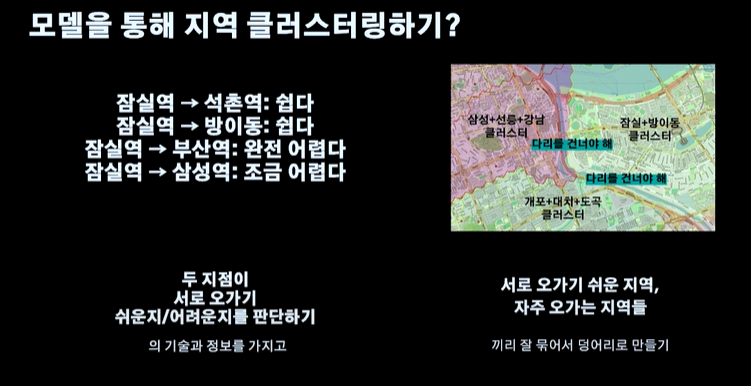 모델을 통해 지역 클러스터링하기?
잠실역 → 석촌역: 쉽다
잠실역 → 방이동: 쉽다
잠실역 → 부산역: 완전 어렵다
잠실역 → 삼성역: 조금 어렵다
삼성+선릉+강남
클러스터
잠실+방이동
클러스터
다리를 건너야 해
다리를 건너야 해
개포+대치+도곡
클러스터
두 지점이
서로 오가기
쉬운지/어려운지를 판단하기
의 기술과 정보를 가지고
서로 오가기 쉬운 지역,
자주 오가는 지역들
끼리 잘 묶어서 덩어리로 만들기